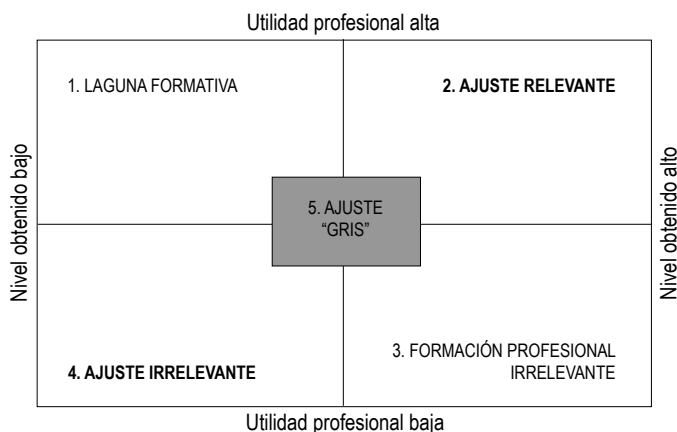 Utilidad profesional alta
1. LAGUNA FORMATIVA
2. AJUSTE RELEVANTE
Nivel obtenido bajo
5. AJUSTE
“GRIS”
Nivel obtenido alto
4. AJUSTE IRRELEVANTE
3. FORMACIÓN PROFESIONAL
IRRELEVANTE
Utilidad profesional baja